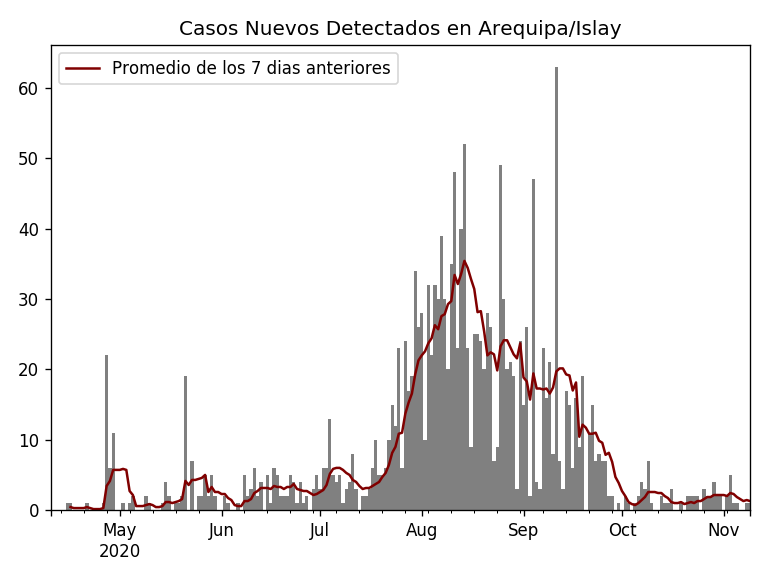 Casos Nuevos Detectados en Arequipa/Islay
Promedio de los 7 dias anteriores
60
50
40
30
20
10
0
May Jun Jul Aug Sep Oct Nov
2020